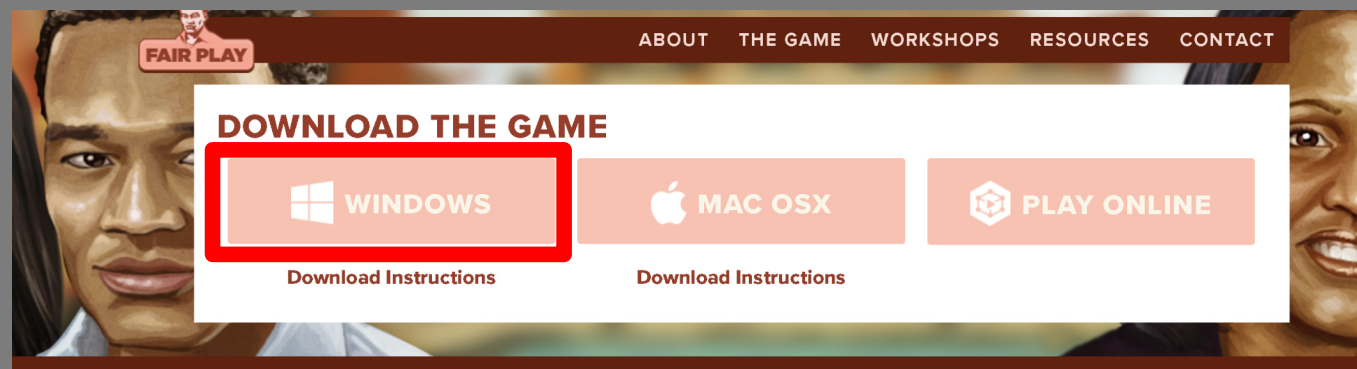 FAIR PLAY
ABOUT THE GAME WORKSHOPS RESOURCES CONTACT
DOWNLOAD THE GAME
WINDOWS
MAC OSX
PLAY ONLINE
Download Instructions
Download Instructions